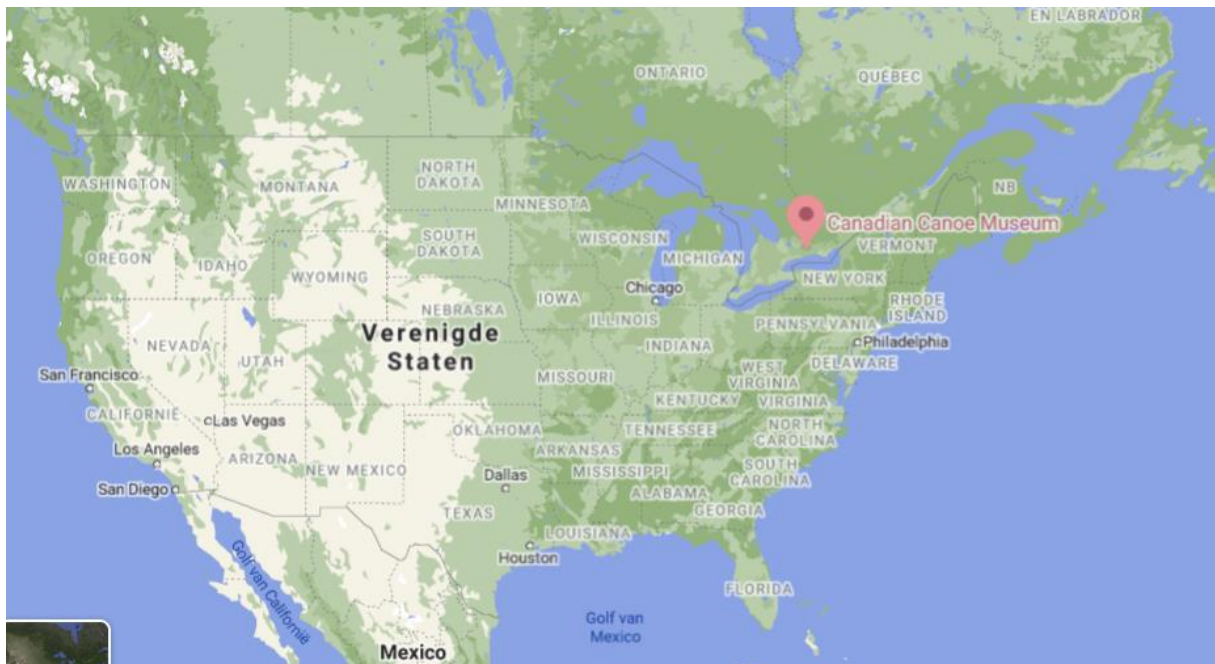 EN LABRADOR
ONTARIO
QUÉBEC
WASHINGTON
MONTANA
NORTH
DAKOTA
MINNESOTA
NB
Canadian Canoe Museum
OREGON
IDAHO
WYOMING
SOUTH
DAKOTA
WISCONSIN
MICHIGAN
VERMONT
NEW YORK
Chicago
IOWA
NEBRASKA
ILLINOIS
RHODE
ISLAND
PENNSYLVANIA
Verenigde
Staten
NEVADA
UTAH
INDIANA
Philadelphia
DELAWARE
San Francisco
MISSOURI
WEST
VIRGINIA
KENTUCKY
VIRGINIA
CALIFORNIË
Las Vegas
OKLAHOMA
TENNESSEE
NORTH
CAROLINA
Los Angeles
ARIZONA
NEW MEXICO
ARKANSAS
MISSISSIPPI
SOUTH
CAROLINA
San Diego
Dallas
ALABAMA
GEORGIA
TEXAS
LOUISIANA
Houston
Golf van Californië
FLORIDA
Golf van
Mexico
Mexico